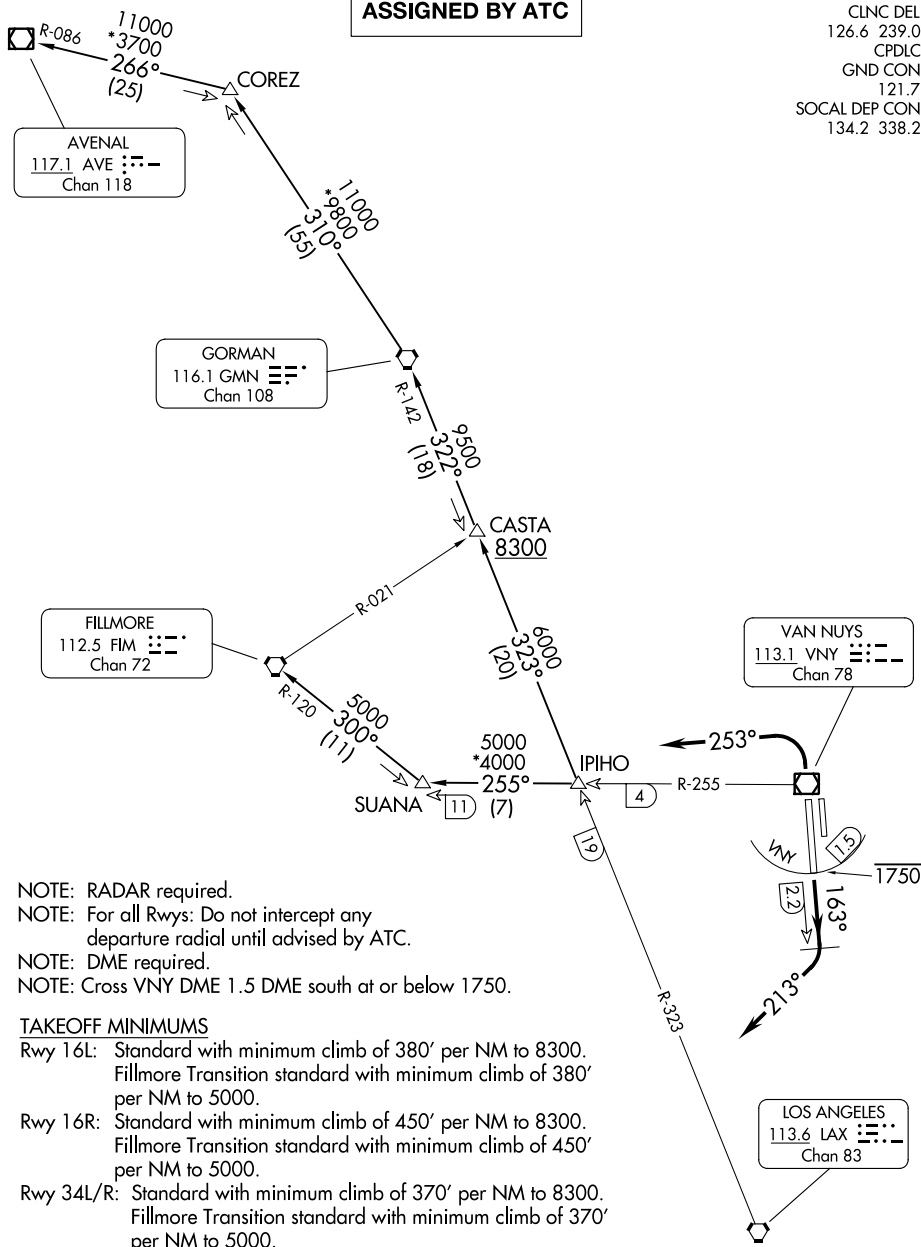 ASSIGNED BY ATC
CLNC DEL
126.6 239.0
CPDLC
GND CON
121.7
SOCAL DEP CON
134.2 338.2
R-086
11000
*3700
266°
(25)
COREZ
AVENAL
117.1 AVE
Chan 118
11000
*9800
310°
(55)
GORMAN
116.1 GMN
Chan 108
R-142
9500
322°
(18)
CASTA
8300
R-021
FILLMORE
112.5 FIM
Chan 72
R-120
5000
300°
(11)
6000
323°
(20)
VAN NUYS
113.1 VNY
Chan 78
253°
5000
*4000
255°
(7)
IPIHO
SUANA
11
4
R-255
19
VNY
1.5
1750
2.2
163°
213°
NOTE: RADAR required.
NOTE: For all Rwys: Do not intercept any
departure radial until advised by ATC.
NOTE: DME required.
NOTE: Cross VNY DME 1.5 DME south at or below 1750.
R-323
TAKEOFF MINIMUMS
Rwy 16L: Standard with minimum climb of 380' per NM to 8300.
Fillmore Transition standard with minimum climb of 380'
per NM to 5000.
Rwy 16R: Standard with minimum climb of 450' per NM to 8300.
Fillmore Transition standard with minimum climb of 450'
per NM to 5000.
Rwy 34L/R: Standard with minimum climb of 370' per NM to 8300.
Fillmore Transition standard with minimum climb of 370'
per NM to 5000.
LOS ANGELES
113.6 LAX
Chan 83